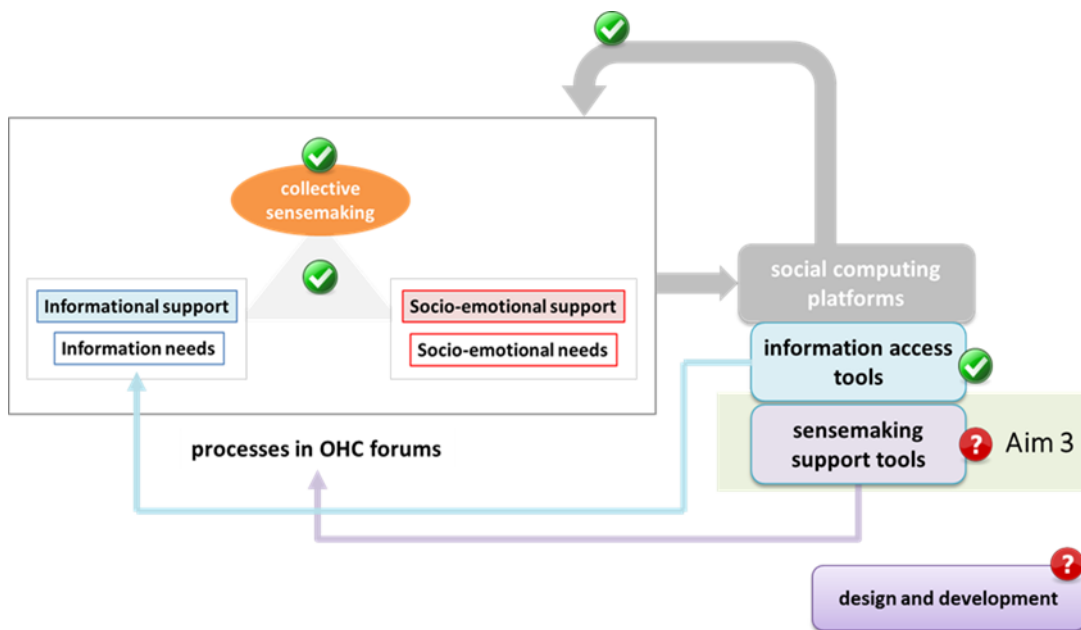 collective
sensemaking
Informational support
Information needs
Socio-emotional support
Socio-emotional needs
processes in OHC forums
social computing
platforms
information access
tools
sensemaking
support tools
?
Aim 3
?
design and development